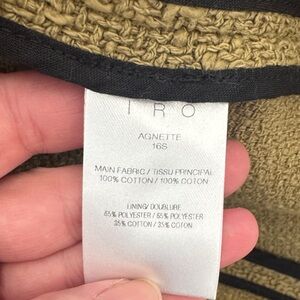 IRO
AGNETTE
16S
MAIN FABRIC / TISSU PRINCIPAL
100% COTTON / 100% COTON
LINING/ DOUBLURE
65% POLYESTER / 65% POLYESTER
35% COTTON / 35% COTON